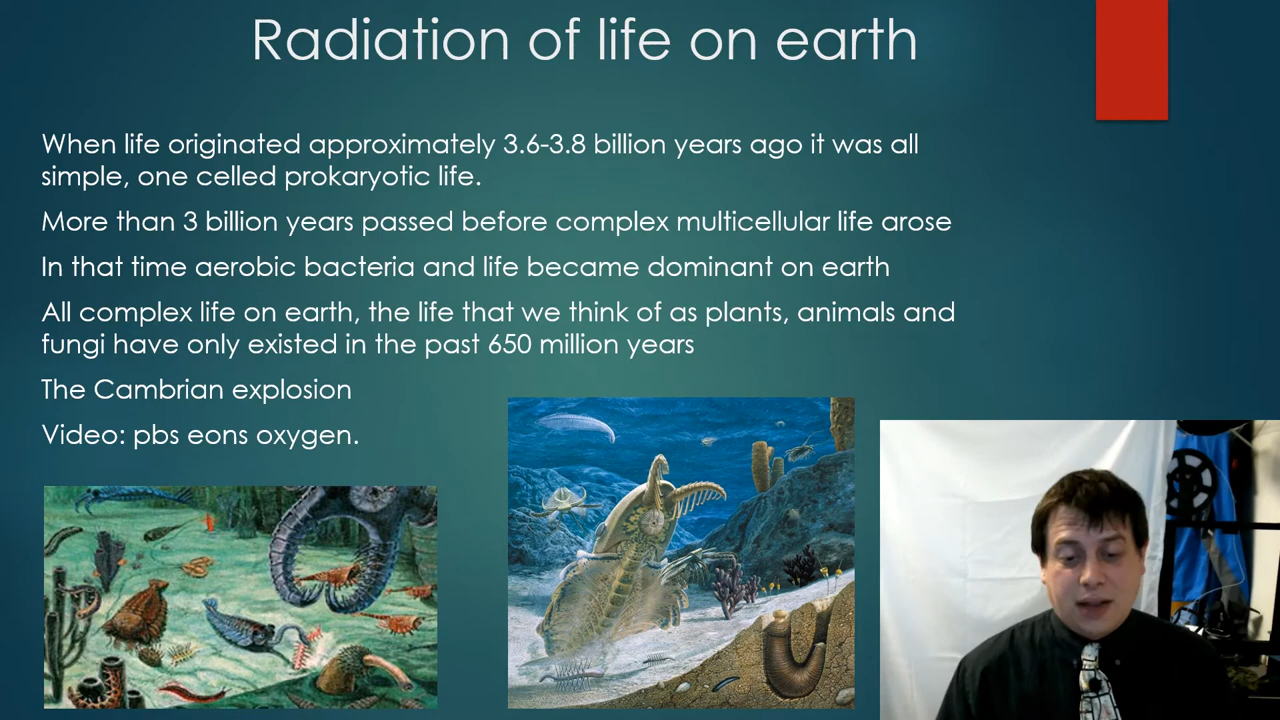 Radiation of life on earth
When life originated approximately 3.6-3.8 billion years ago it was all
simple, one celled prokaryotic life.
More than 3 billion years passed before complex multicellular life arose
In that time aerobic bacteria and life became dominant on earth
All complex life on earth, the life that we think of as plants, animals and
fungi have only existed in the past 650 million years
The Cambrian explosion
Video: pbs eons oxygen.